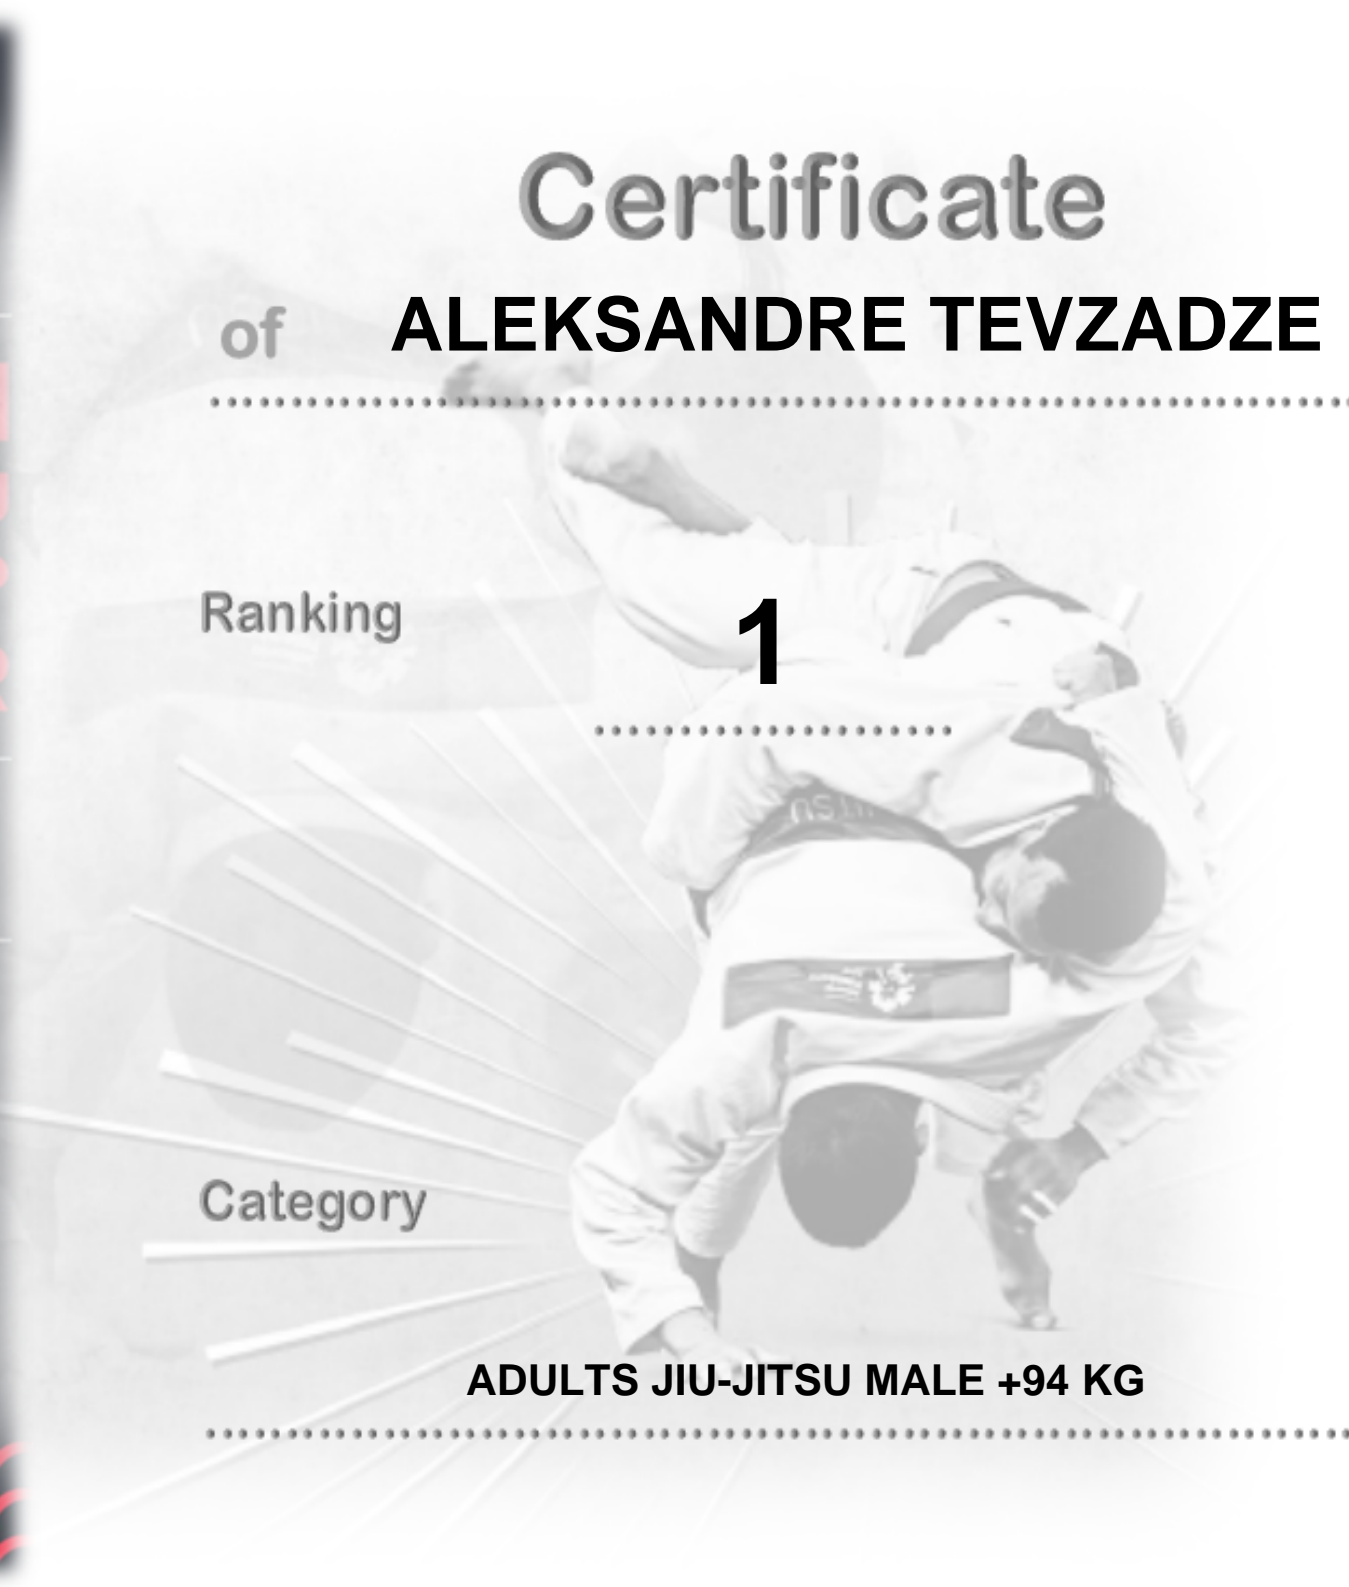 Certificate
of ALEKSANDRE TEVZADZE
Ranking 1
Category
ADULTS JIU-JITSU MALE +94 KG